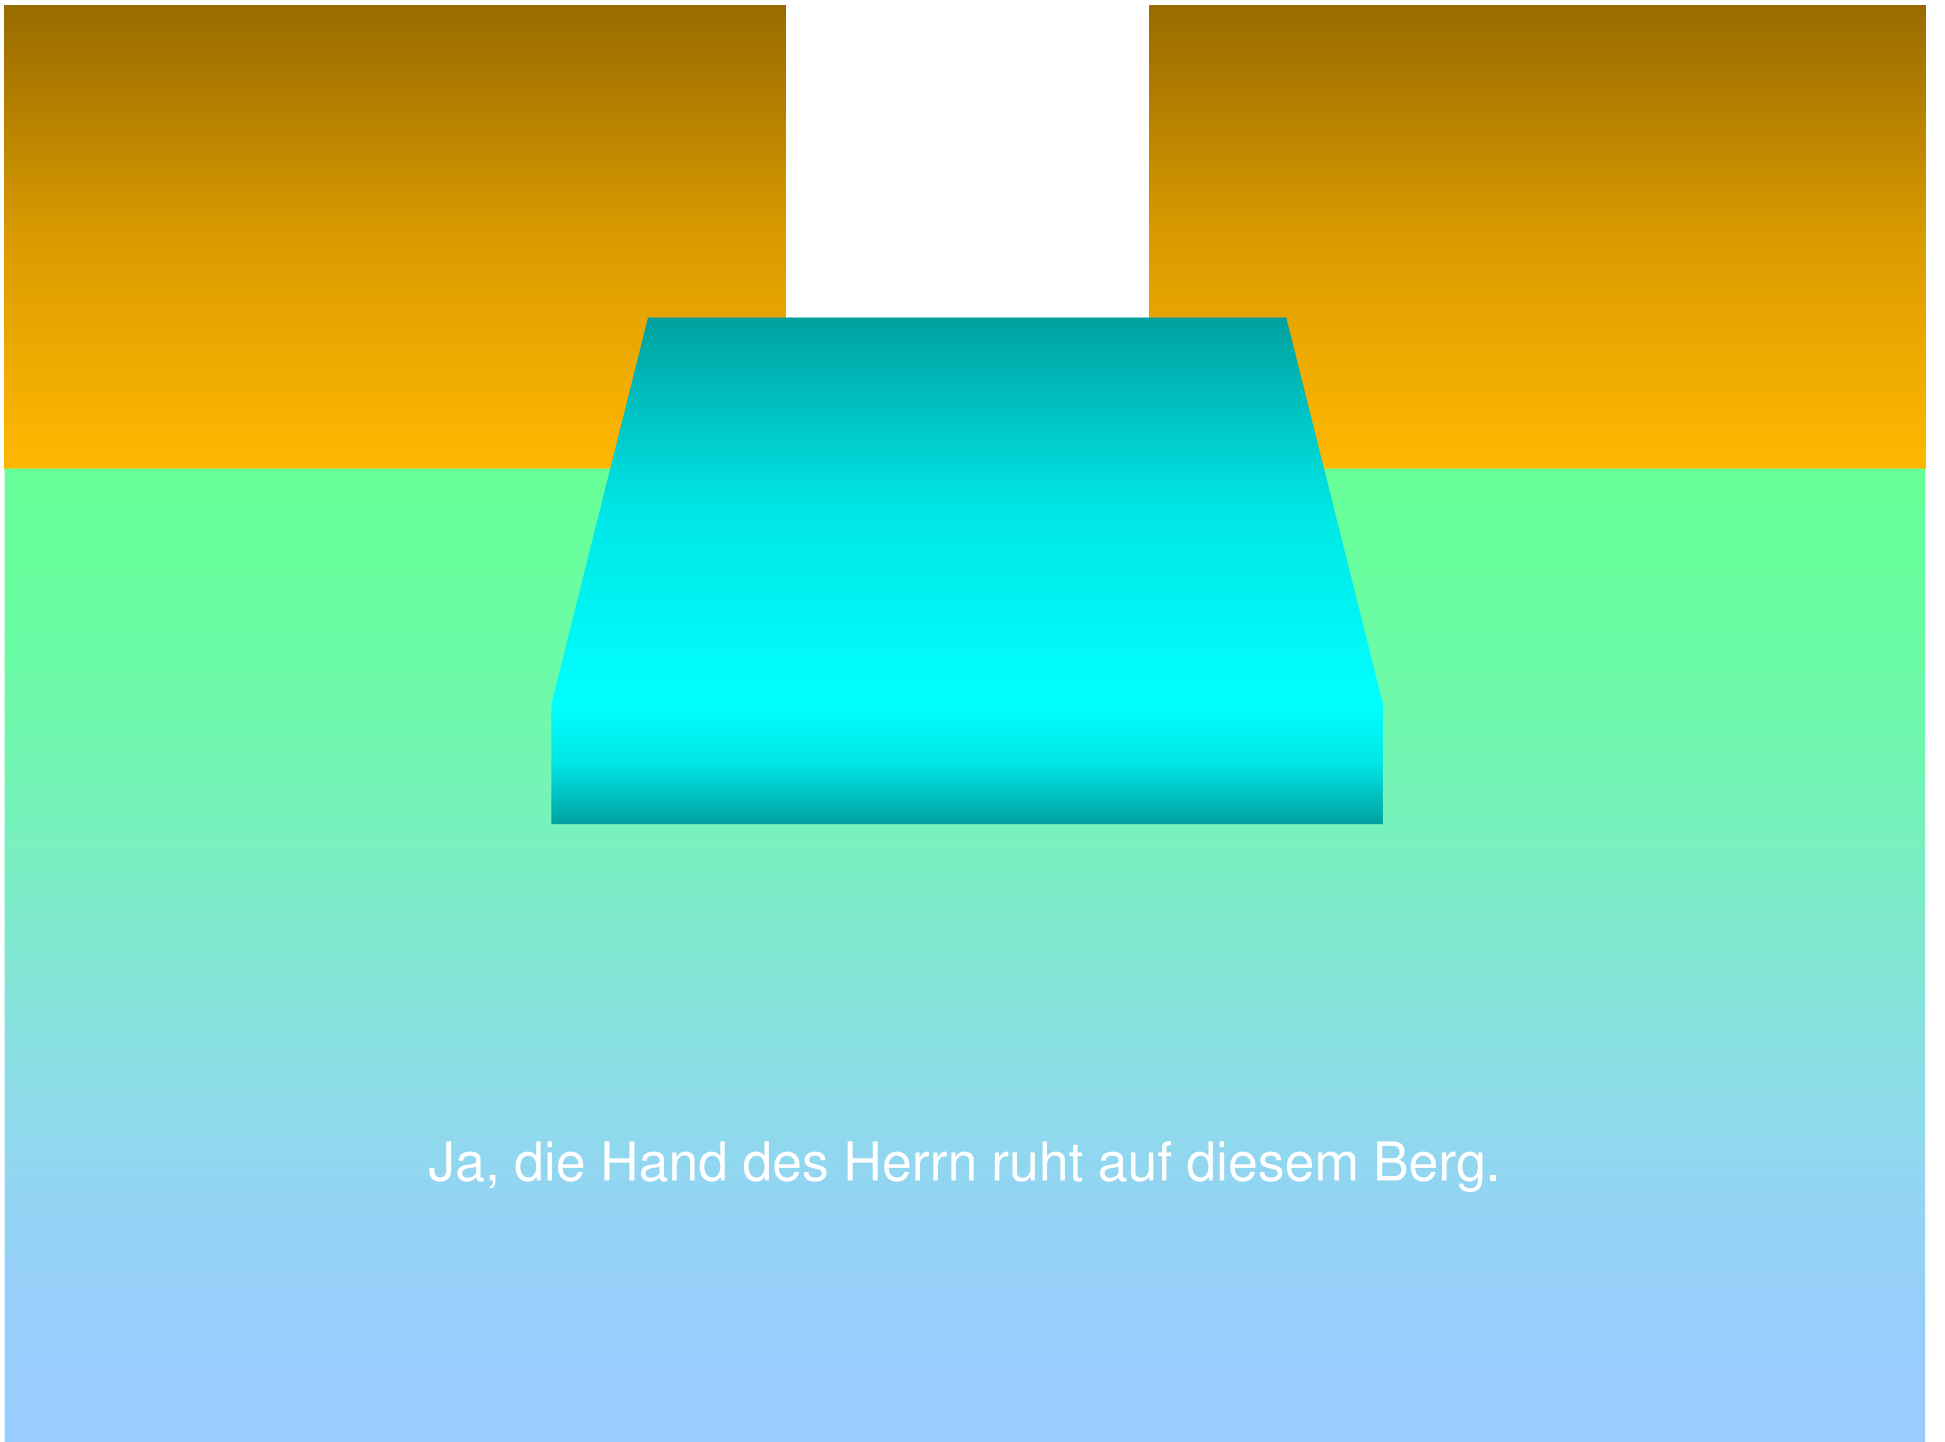 Ja, die Hand des Herrn ruht auf diesem Berg.